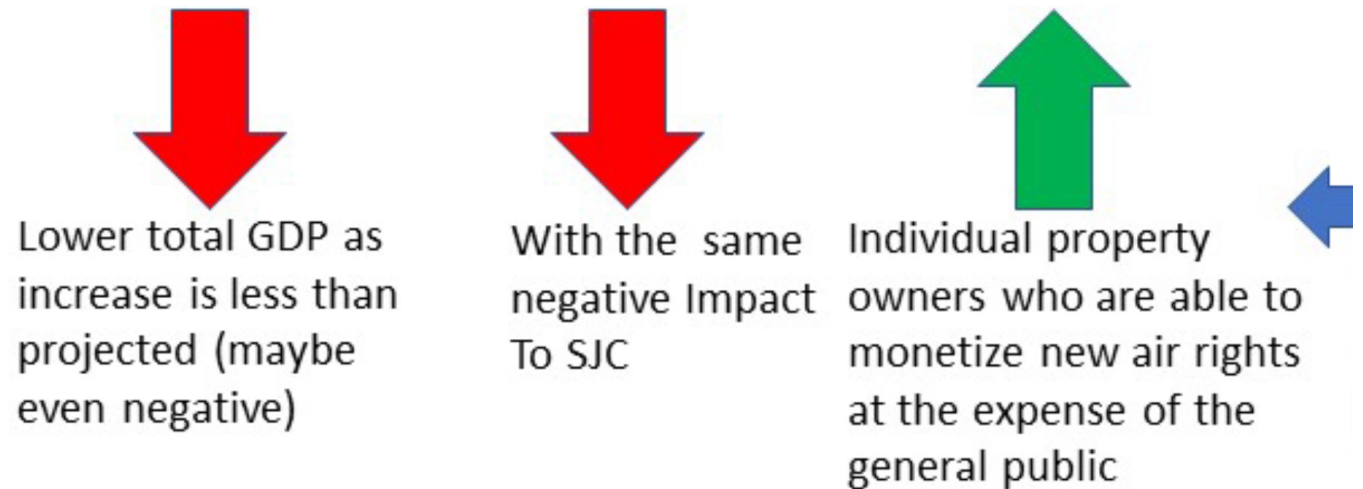 Lower total GDP as
increase is less than
projected (maybe
even negative)
With the same
negative Impact
To SJC
Individual property
owners who are able to
monetize new air rights
at the expense of the
general public